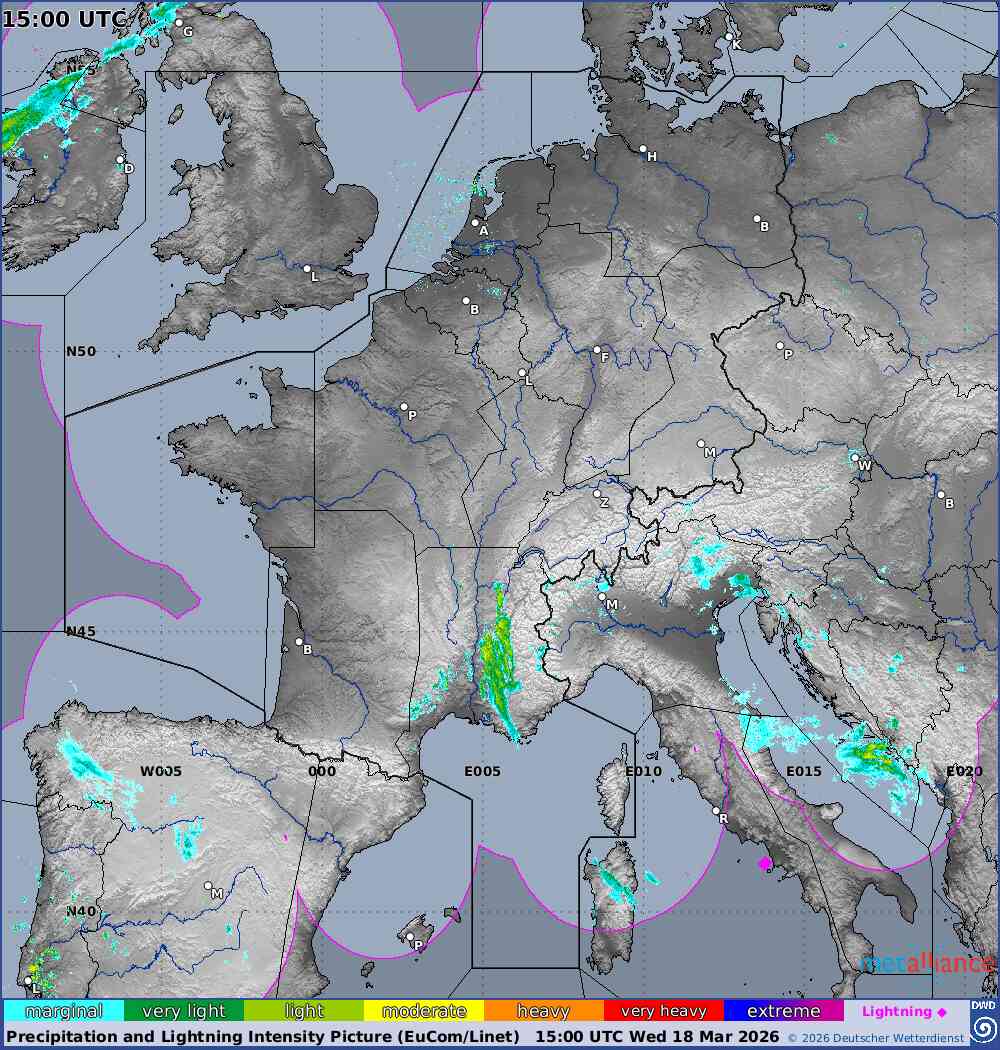 15:00 UTC
G
K
N55
D
H
A
B
L
B
N50
F
P
L
P
M
W
Z
B
M
N45
B
W005
000
E005
E010
E015
E020
R
M
N40
P
L
metalliance
marginal
very light
light
moderate
heavy
very heavy
extreme
Lightning ◆
DWD
Precipitation and Lightning Intensity Picture (EuCom/Linet) 15:00 UTC Wed 18 Mar 2026 © 2026 Deutscher Wetterdienst